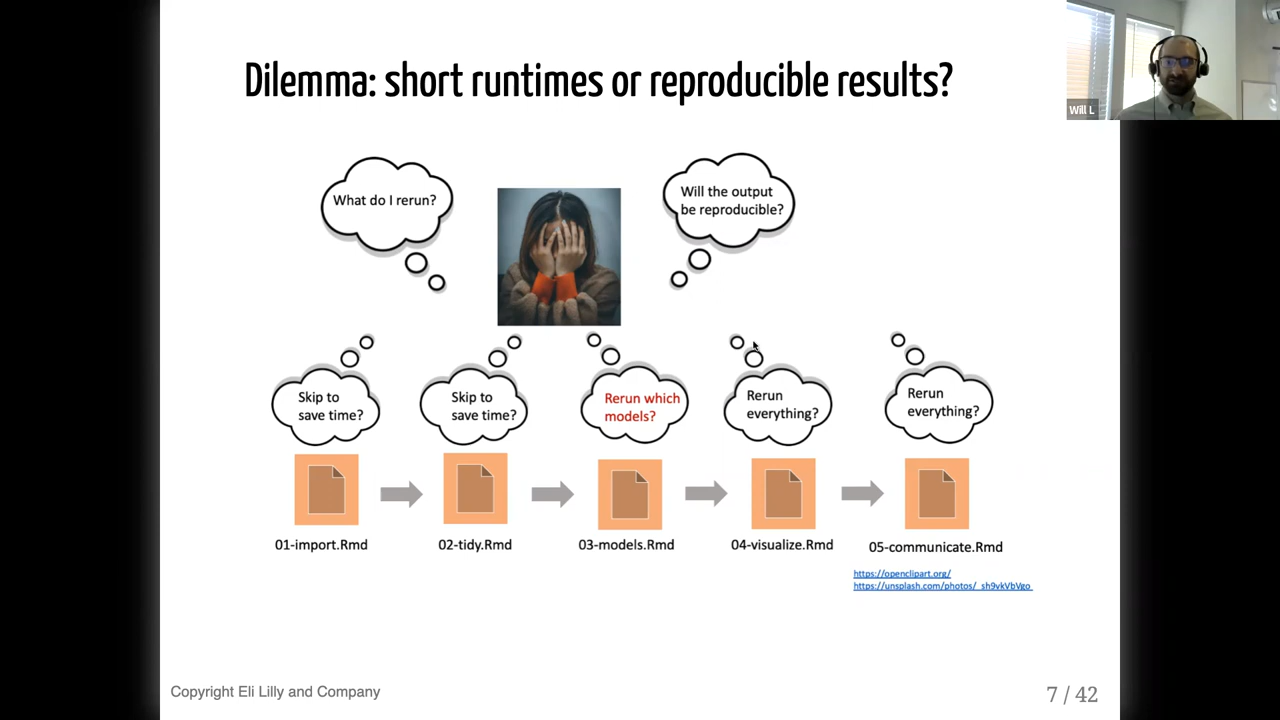 Dilemma: short runtimes or reproducible results?
Will L
What do I rerun?
Will the output
be reproducible?
Skip to
save time?
Skip to
save time?
Rerun which
models?
Rerun
everything?
Rerun
everything?
01-import.Rmd
02-tidy.Rmd
03-models.Rmd
04-visualize.Rmd
05-communicate.Rmd
https://openclipart.org/
https://unsplash.com/photos/_sh9vkVbVgo
Copyright Eli Lilly and Company
7 / 42